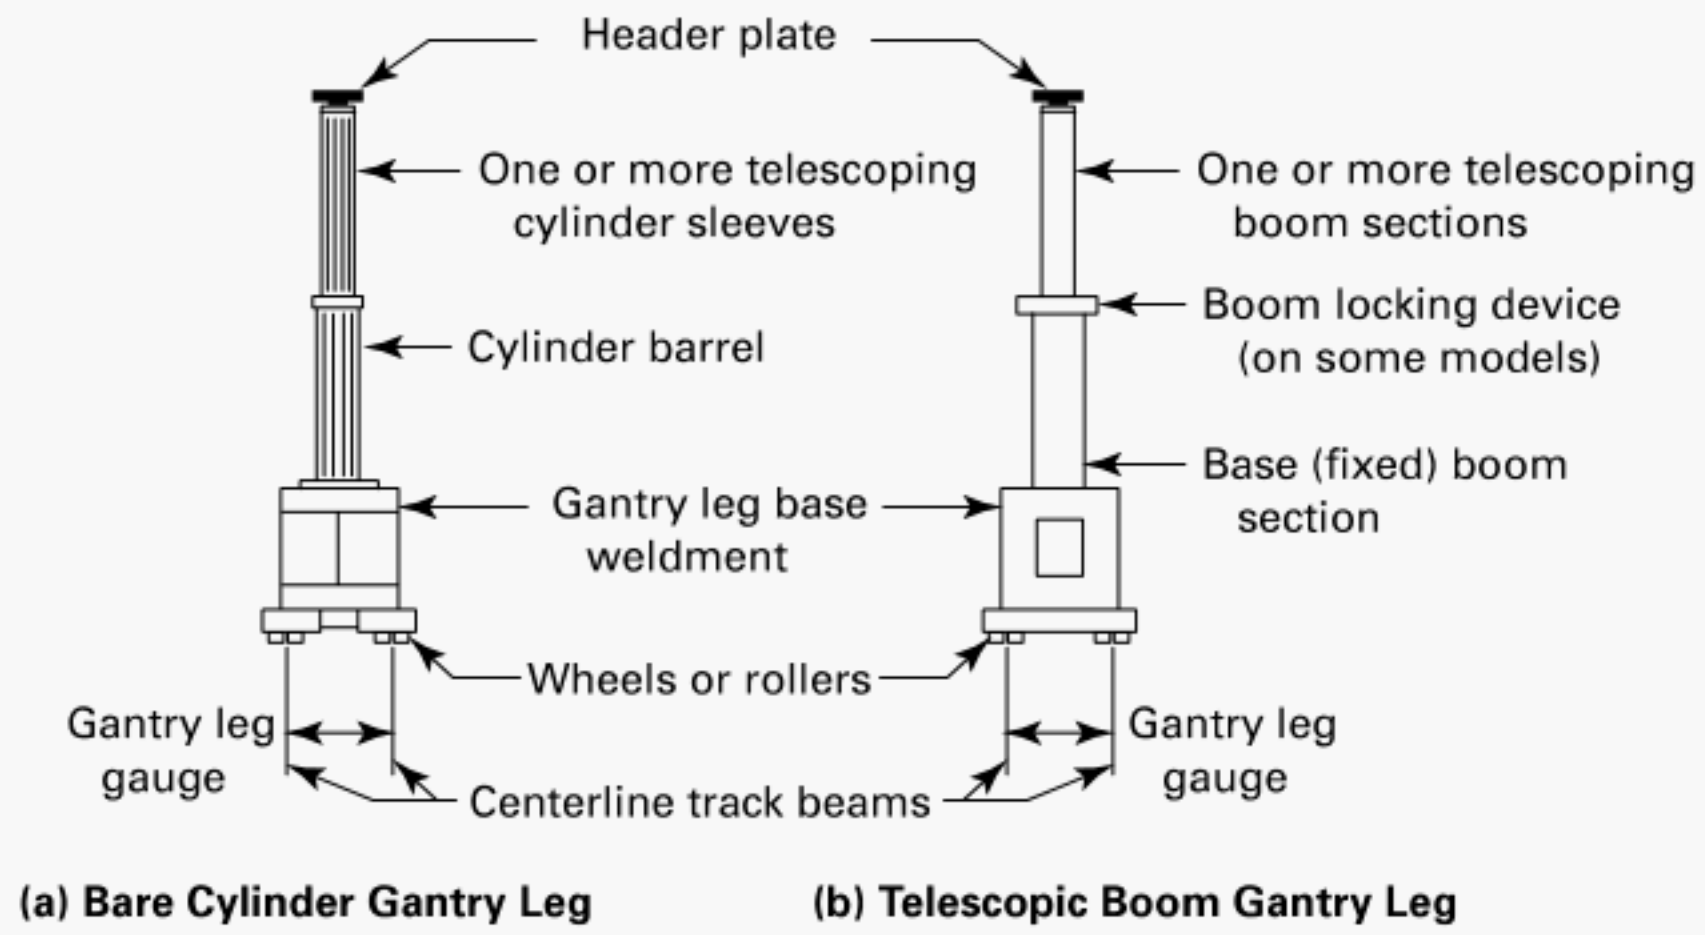 Header plate
One or more telescoping
cylinder sleeves
One or more telescoping
boom sections
Boom locking device
(on some models)
Cylinder barrel
Base (fixed) boom
section
Gantry leg base
weldment
Wheels or rollers
Gantry leg
gauge
Gantry leg
gauge
Centerline track beams
(a) Bare Cylinder Gantry Leg
(b) Telescopic Boom Gantry Leg